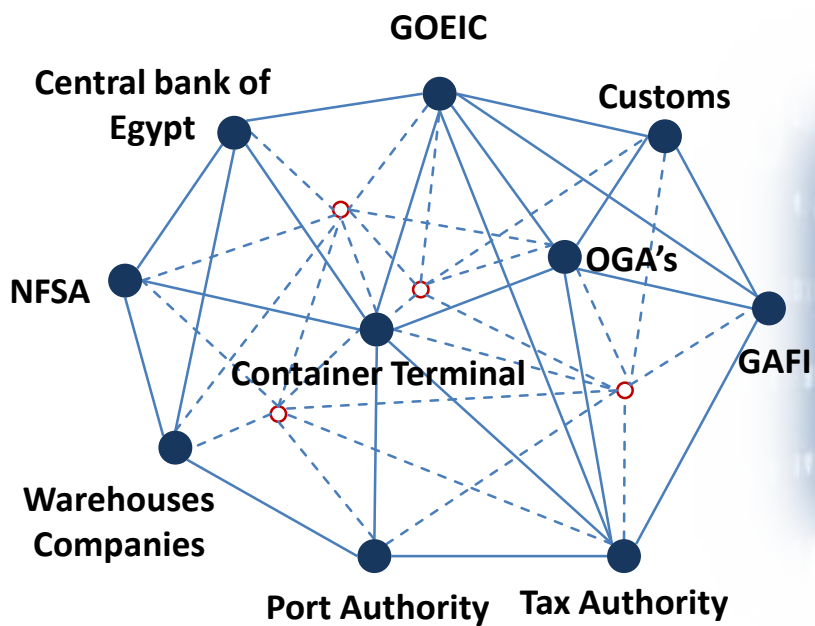 GOEIC
Central bank of
Egypt
Customs
NFSA
OGA's
GAFI
Container Terminal
Warehouses
Companies
Port Authority
Tax Authority